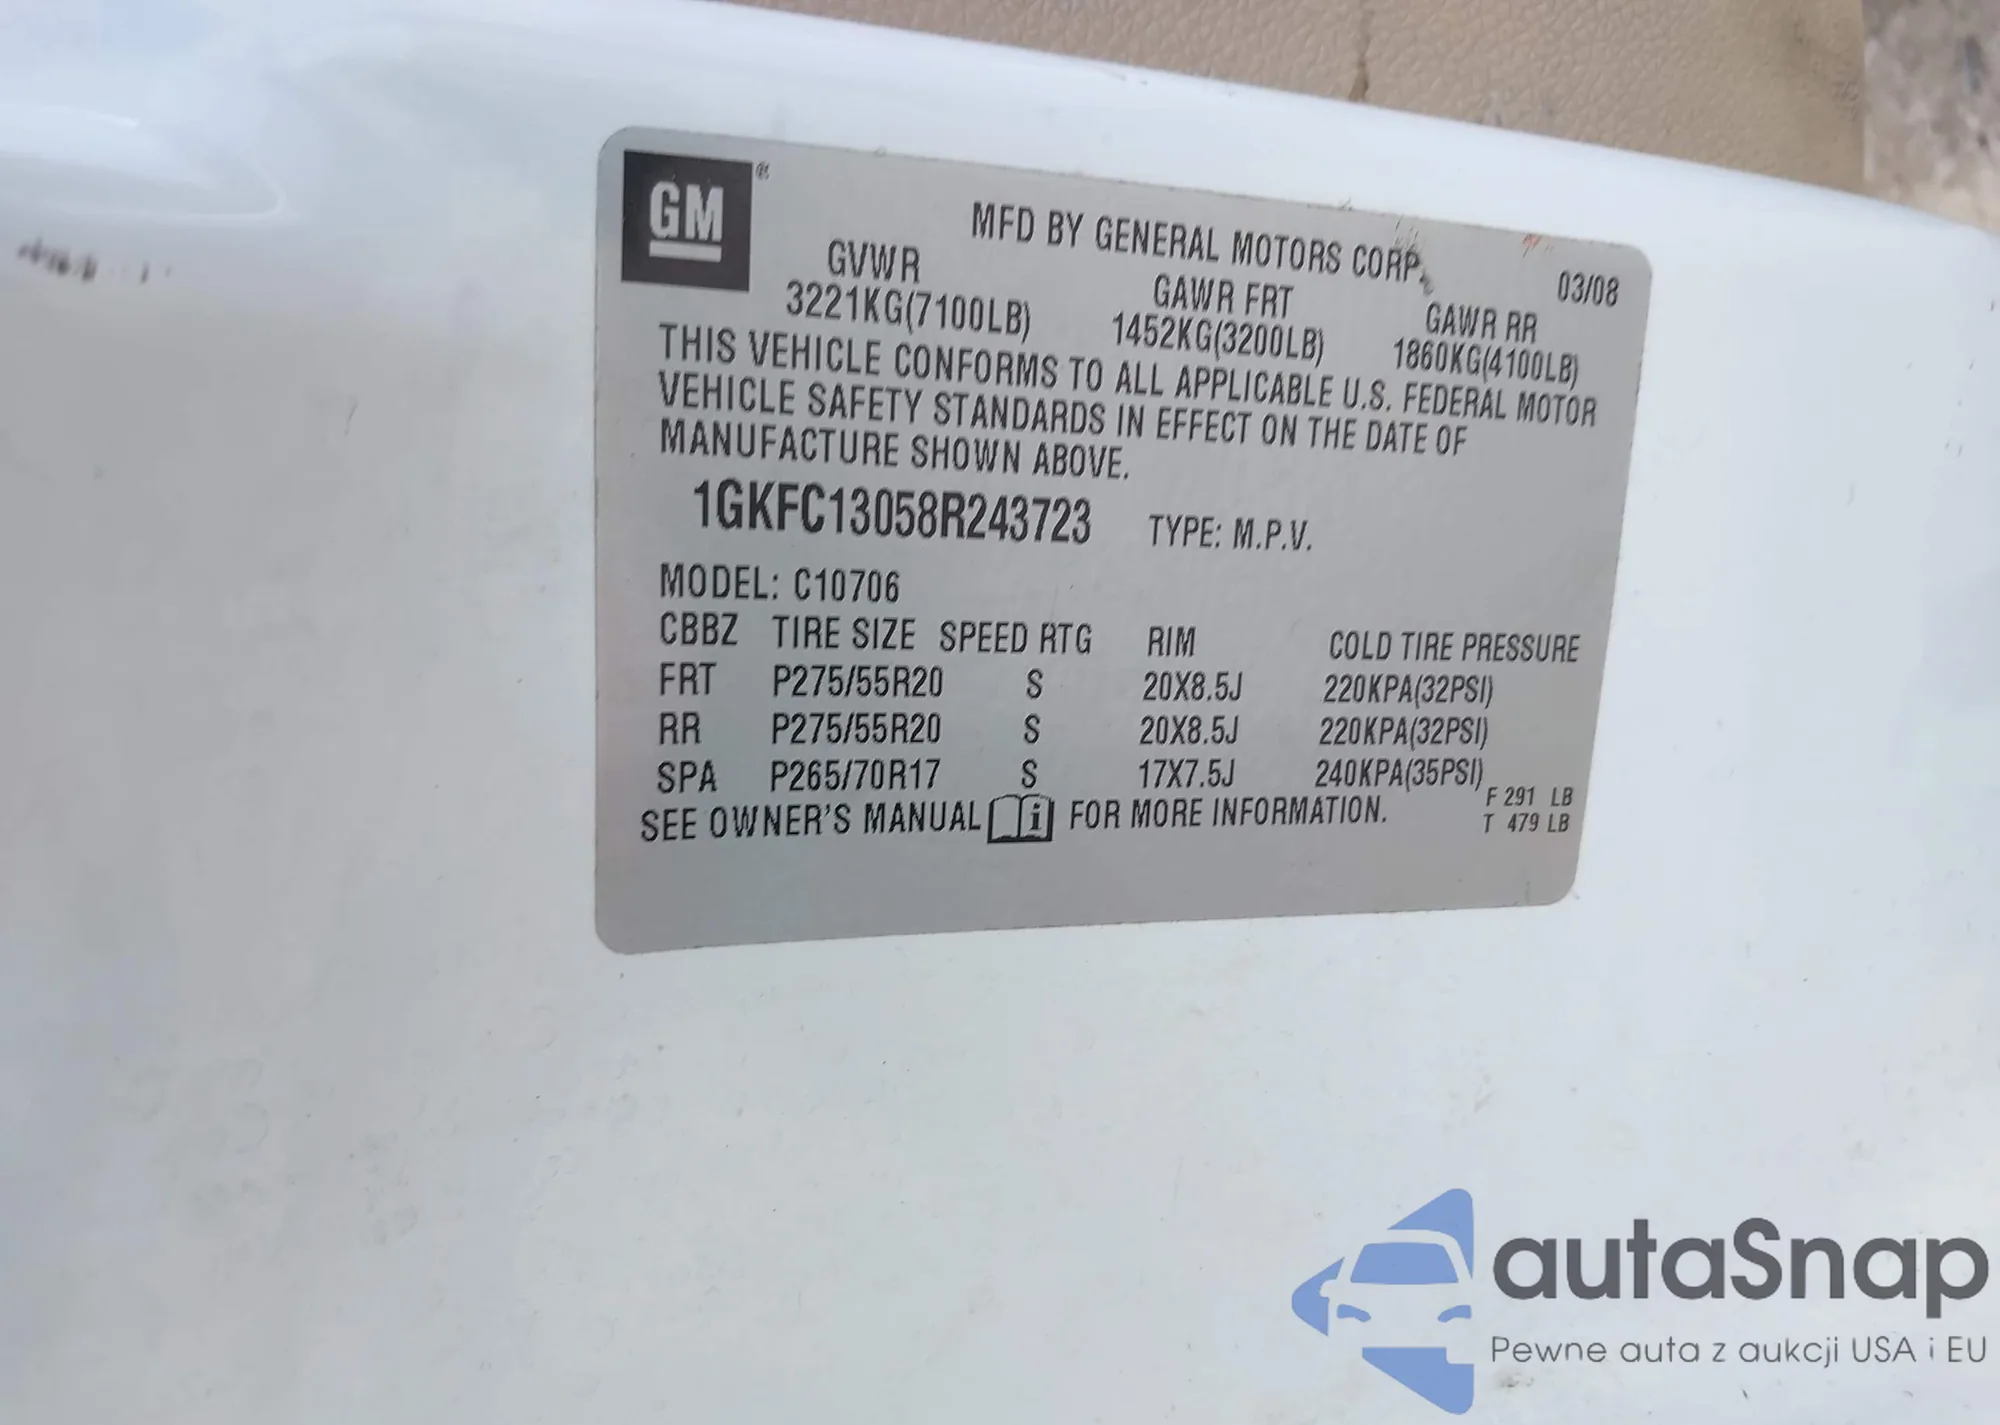 GM ®
MFD BY GENERAL MOTORS CORP. 03/08
GVWR GAWR FRT GAWR RR
3221KG(7100LB) 1452KG(3200LB) 1860KG(4100LB)
THIS VEHICLE CONFORMS TO ALL APPLICABLE U.S. FEDERAL MOTOR
VEHICLE SAFETY STANDARDS IN EFFECT ON THE DATE OF
MANUFACTURE SHOWN ABOVE.
1GKFC13058R243723 TYPE: M.P.V.
MODEL: C10706
CBBZ TIRE SIZE SPEED RTG RIM COLD TIRE PRESSURE
FRT P275/55R20 S 20X8.5J 220KPA(32PSI)
RR P275/55R20 S 20X8.5J 220KPA(32PSI)
SPA P265/70R17 S 17X7.5J 240KPA(35PSI)
SEE OWNER'S MANUAL i FOR MORE INFORMATION.
F 291 LB
T 479 LB
autaSnap
Pewne auta z aukcji USA i EU